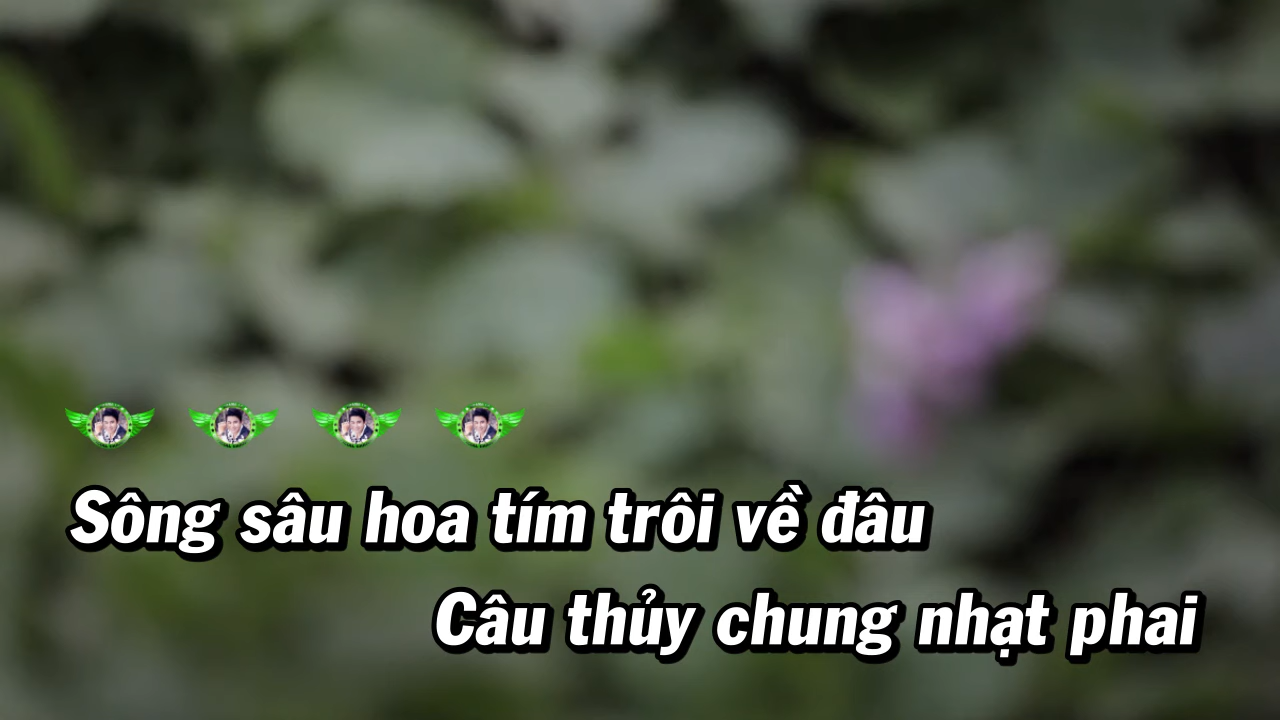 Sông sâu hoa tím trôi về đâu
Câu thủy chung nhạt phai